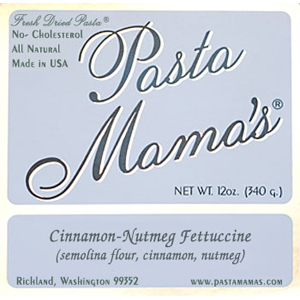 Fresh Dried Pasta®
No- Cholesterol
All Natural
Made in USA
Pasta
Mama's®
NET WT. 12oz. (340 g.)
Cinnamon-Nutmeg Fettuccine
(semolina flour, cinnamon, nutmeg)
Richland, Washington 99352
www.pastamamas.com